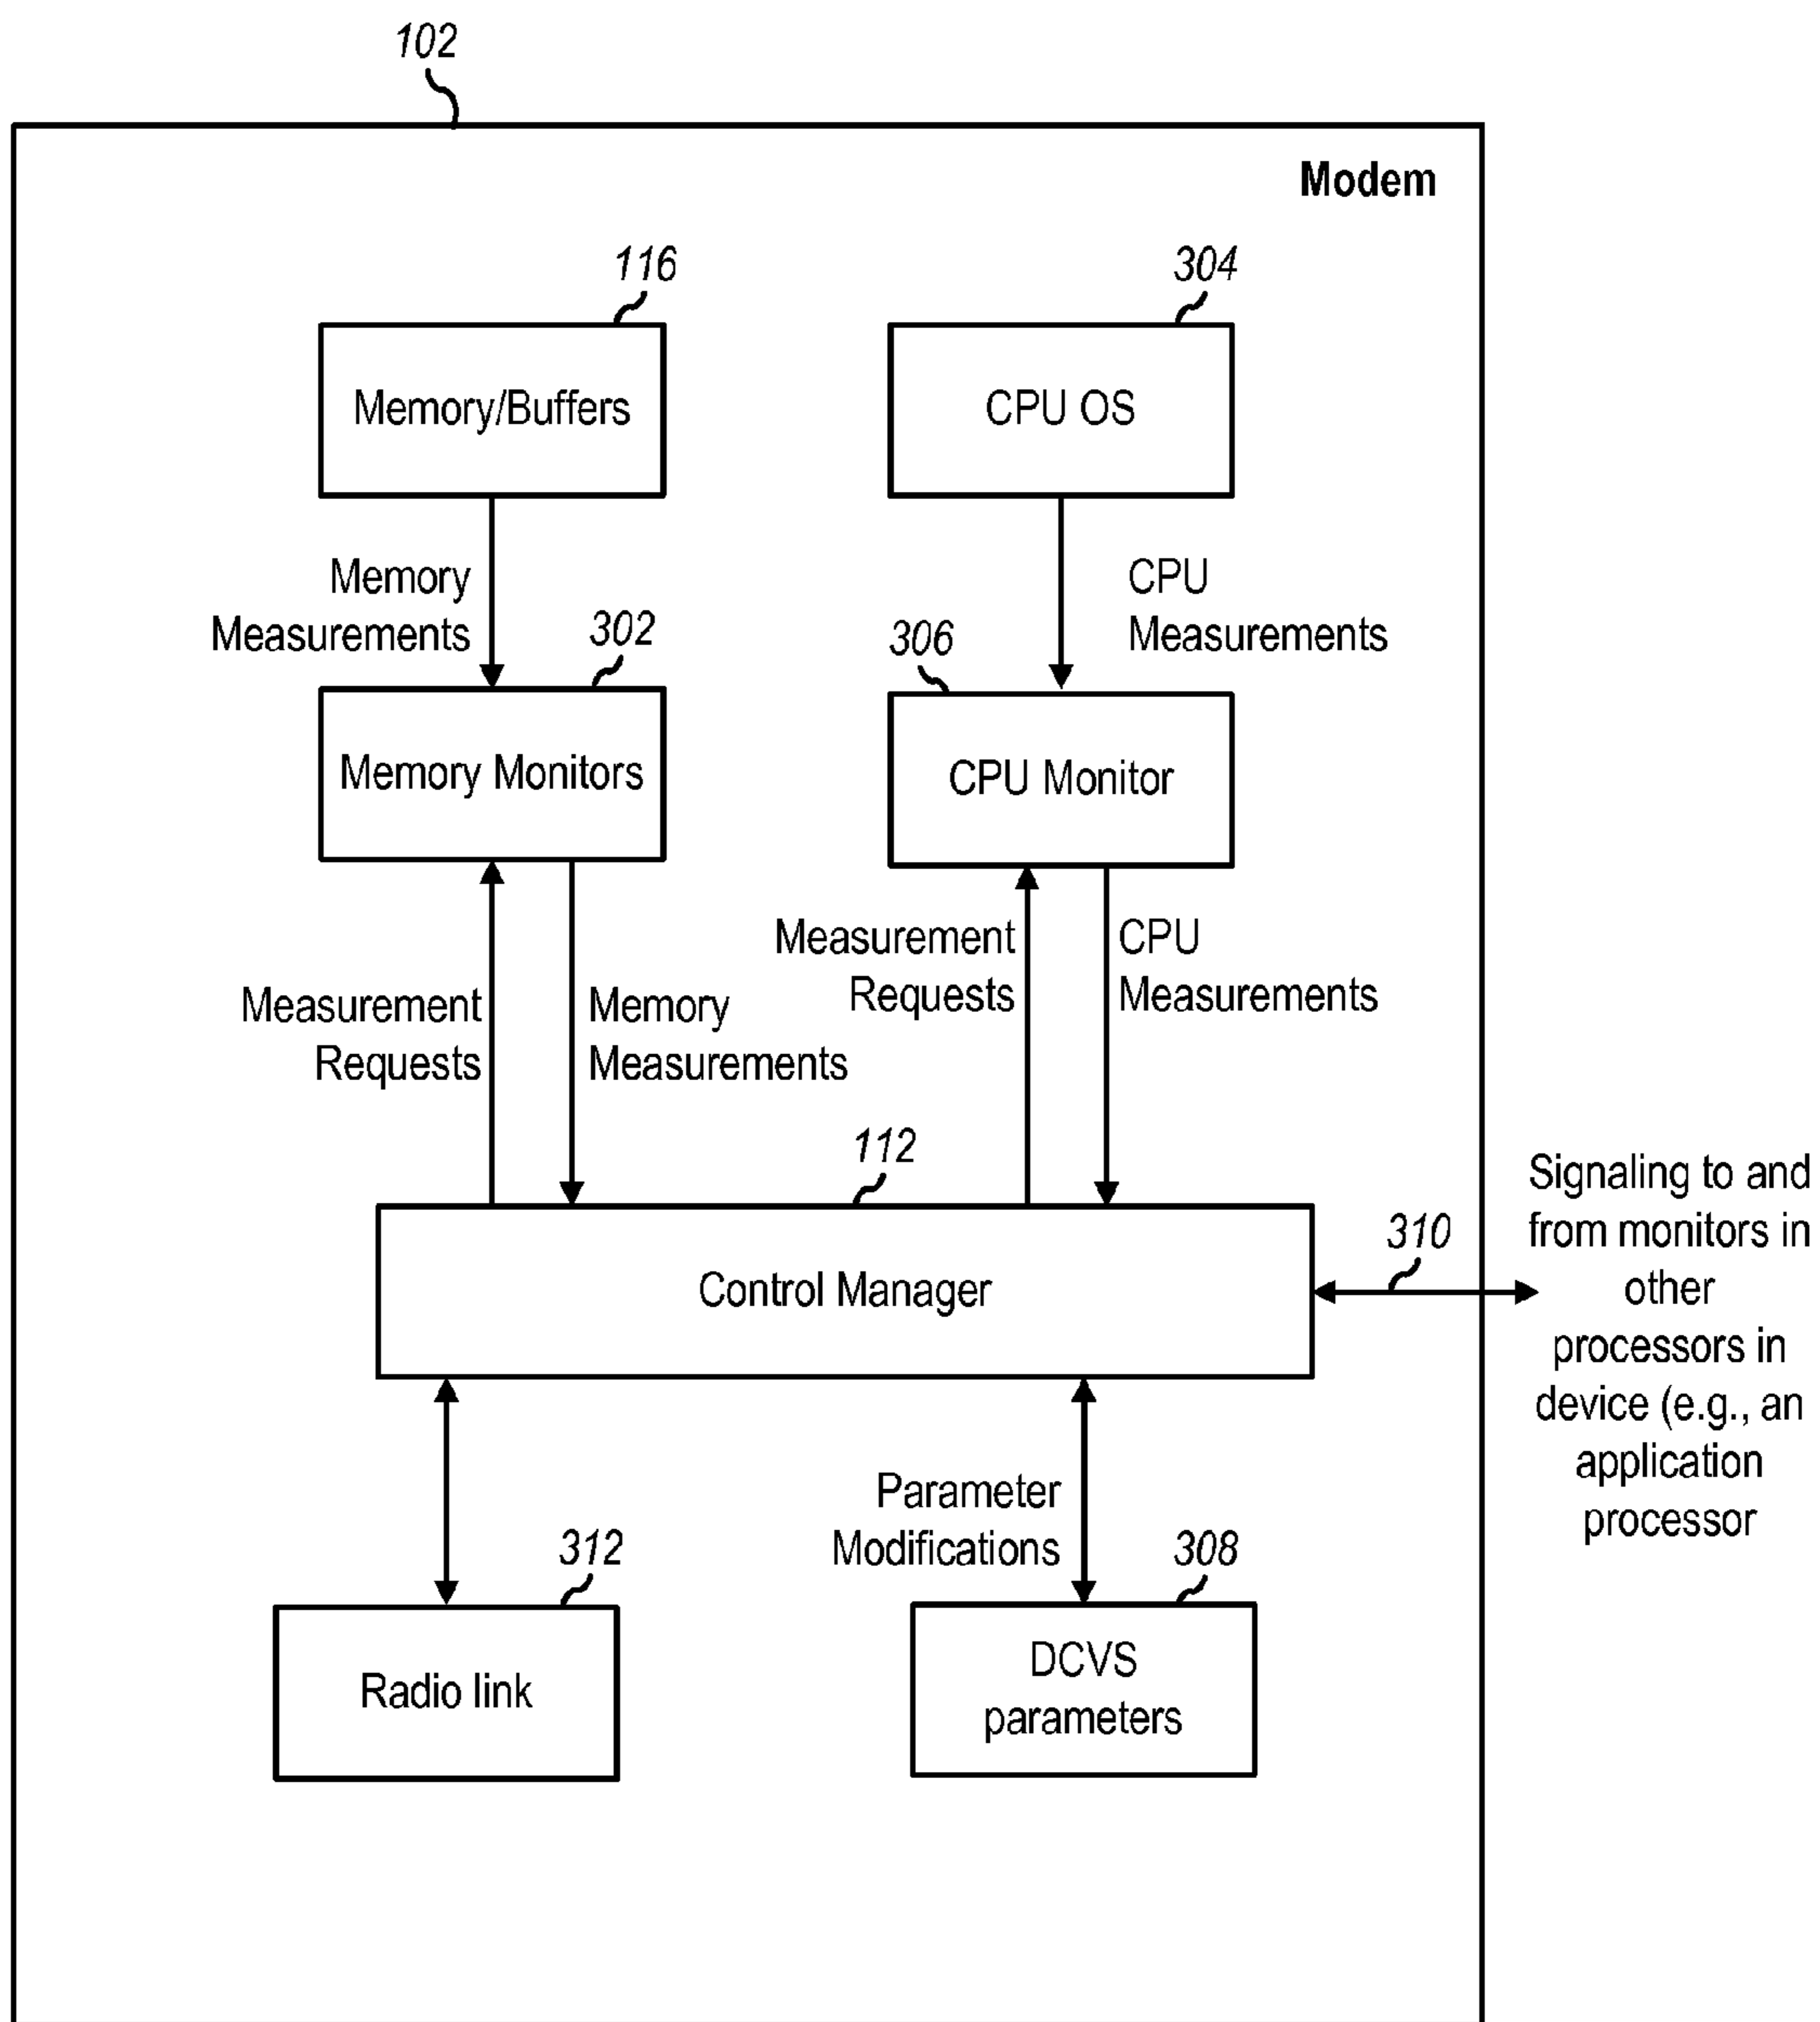 102
Modem
116
304
Memory/Buffers
CPU OS
Memory
Measurements
CPU
Measurements
302
306
Memory Monitors
CPU Monitor
Measurement
Requests
Memory
Measurements
Measurement
Requests
CPU
Measurements
112
Control Manager
310
Signaling to and
from monitors in
other
processors in
device (e.g., an
application
processor
Parameter
Modifications
312
308
Radio link
DCVS
parameters